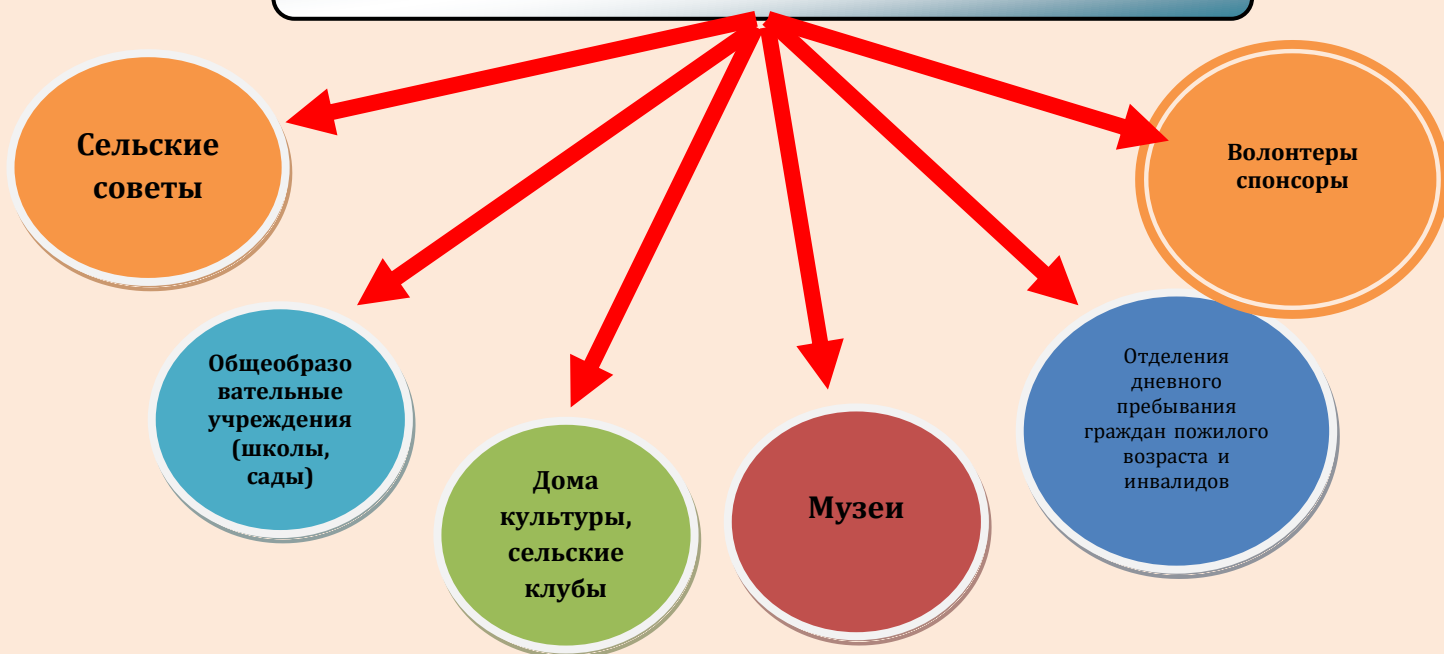 Сельские
советы
Волонтеры
спонсоры
Общеобразо
вательные
учреждения
(школы,
сады)
Дома
культуры,
сельские
клубы
Музеи
Отделения
дневного
пребывания
граждан пожилого
возраста и
инвалидов